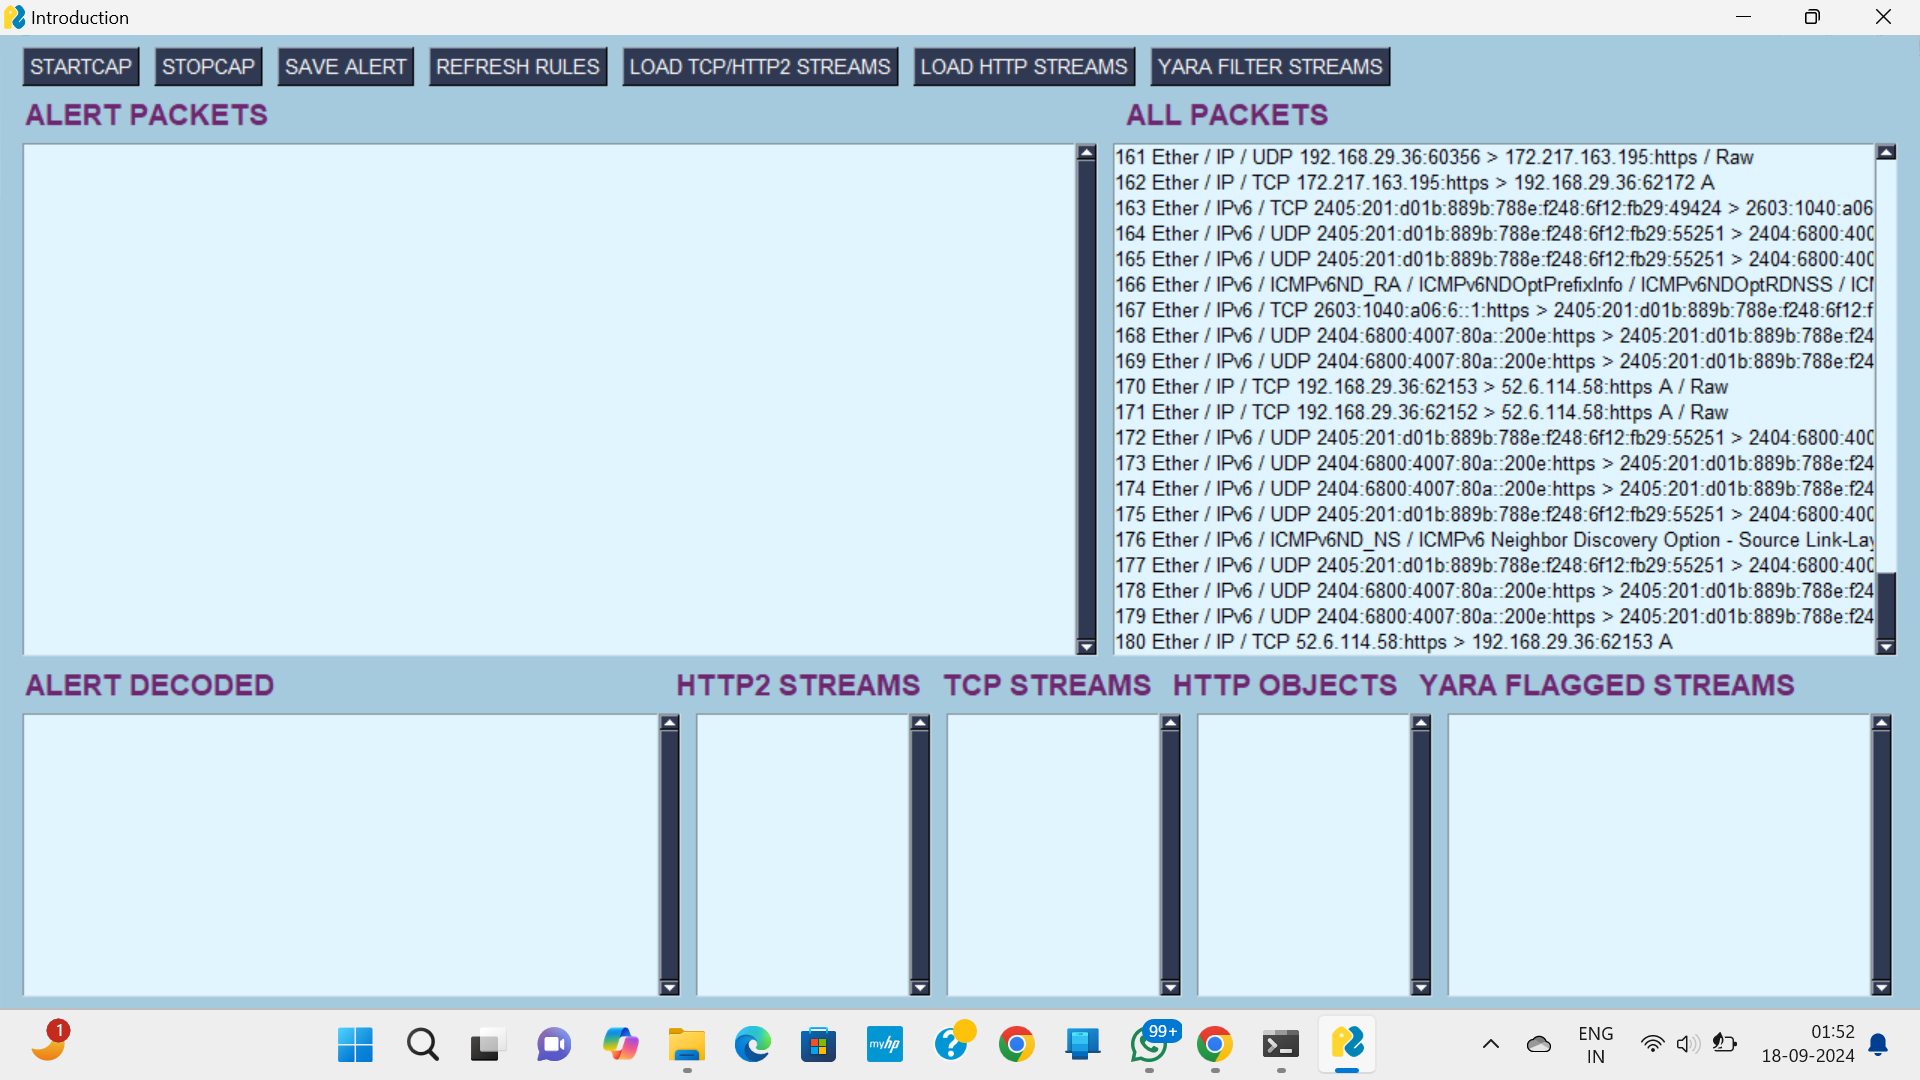 Introduction
STARTCAP STOPCAP SAVE ALERT REFRESH RULES LOAD TCP/HTTP2 STREAMS LOAD HTTP STREAMS YARA FILTER STREAMS
ALERT PACKETS
ALL PACKETS
161 Ether / IP / UDP 192.168.29.36:60356 > 172.217.163.195:https / Raw
162 Ether / IP / TCP 172.217.163.195:https > 192.168.29.36:62172 A
163 Ether / IPv6 / TCP 2405:201:d01b:889b:788e:f248:6f12:fb29:49424 > 2603:1040:a06
164 Ether / IPv6 / UDP 2405:201:d01b:889b:788e:f248:6f12:fb29:55251 > 2404:6800:400
165 Ether / IPv6 / UDP 2405:201:d01b:889b:788e:f248:6f12:fb29:55251 > 2404:6800:400
166 Ether / IPv6 / ICMPv6ND_RA / ICMPv6NDOptPrefixInfo / ICMPv6NDOptRDNSS / ICM
167 Ether / IPv6 / TCP 2603:1040:a06:6::1:https > 2405:201:d01b:889b:788e:f248:6f12:f
168 Ether / IPv6 / UDP 2404:6800:4007:80a::200e:https > 2405:201:d01b:889b:788e:f24
169 Ether / IPv6 / UDP 2404:6800:4007:80a::200e:https > 2405:201:d01b:889b:788e:f24
170 Ether / IP / TCP 192.168.29.36:62153 > 52.6.114.58:https A / Raw
171 Ether / IP / TCP 192.168.29.36:62152 > 52.6.114.58:https A / Raw
172 Ether / IPv6 / UDP 2405:201:d01b:889b:788e:f248:6f12:fb29:55251 > 2404:6800:400
173 Ether / IPv6 / UDP 2404:6800:4007:80a::200e:https > 2405:201:d01b:889b:788e:f24
174 Ether / IPv6 / UDP 2404:6800:4007:80a::200e:https > 2405:201:d01b:889b:788e:f24
175 Ether / IPv6 / UDP 2405:201:d01b:889b:788e:f248:6f12:fb29:55251 > 2404:6800:400
176 Ether / IPv6 / ICMPv6ND_NS / ICMPv6 Neighbor Discovery Option - Source Link-Lay
177 Ether / IPv6 / UDP 2405:201:d01b:889b:788e:f248:6f12:fb29:55251 > 2404:6800:400
178 Ether / IPv6 / UDP 2404:6800:4007:80a::200e:https > 2405:201:d01b:889b:788e:f24
179 Ether / IPv6 / UDP 2404:6800:4007:80a::200e:https > 2405:201:d01b:889b:788e:f24
180 Ether / IP / TCP 52.6.114.58:https > 192.168.29.36:62153 A
ALERT DECODED
HTTP2 STREAMS
TCP STREAMS
HTTP OBJECTS
YARA FLAGGED STREAMS
1
myhp
?
99+
ENG
IN
01:52
18-09-2024